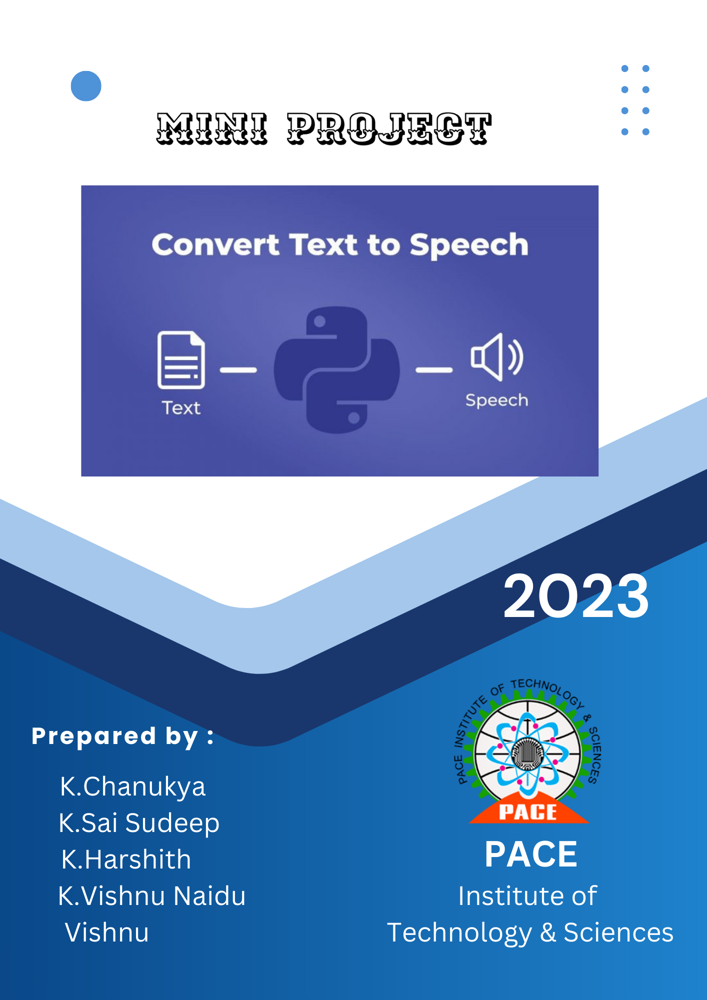 MINI PROJECT
Convert Text to Speech
Text
Speech
2023
PACE INSTITUTE OF TECHNOLOGY & SCIENCES
PACE
Prepared by :
K.Chanukya
K.Sai Sudeep
K.Harshith
K.Vishnu Naidu
Vishnu
PACE
Institute of
Technology & Sciences